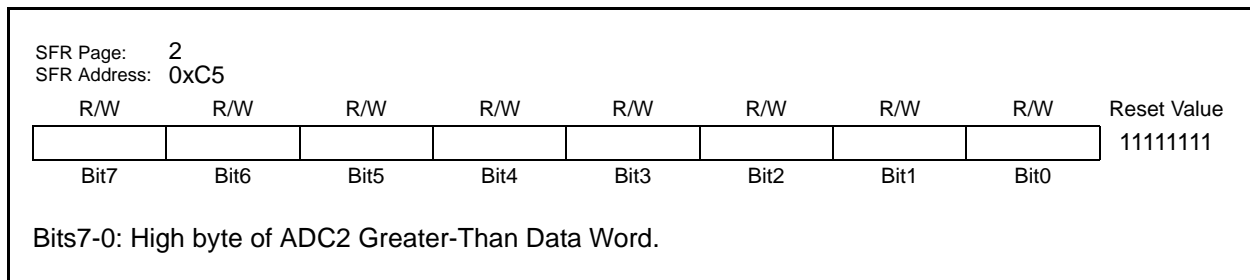 SFR Page: 2
SFR Address: 0xC5
R/W R/W R/W R/W R/W R/W R/W R/W Reset Value
11111111
Bit7 Bit6 Bit5 Bit4 Bit3 Bit2 Bit1 Bit0
Bits7-0: High byte of ADC2 Greater-Than Data Word.